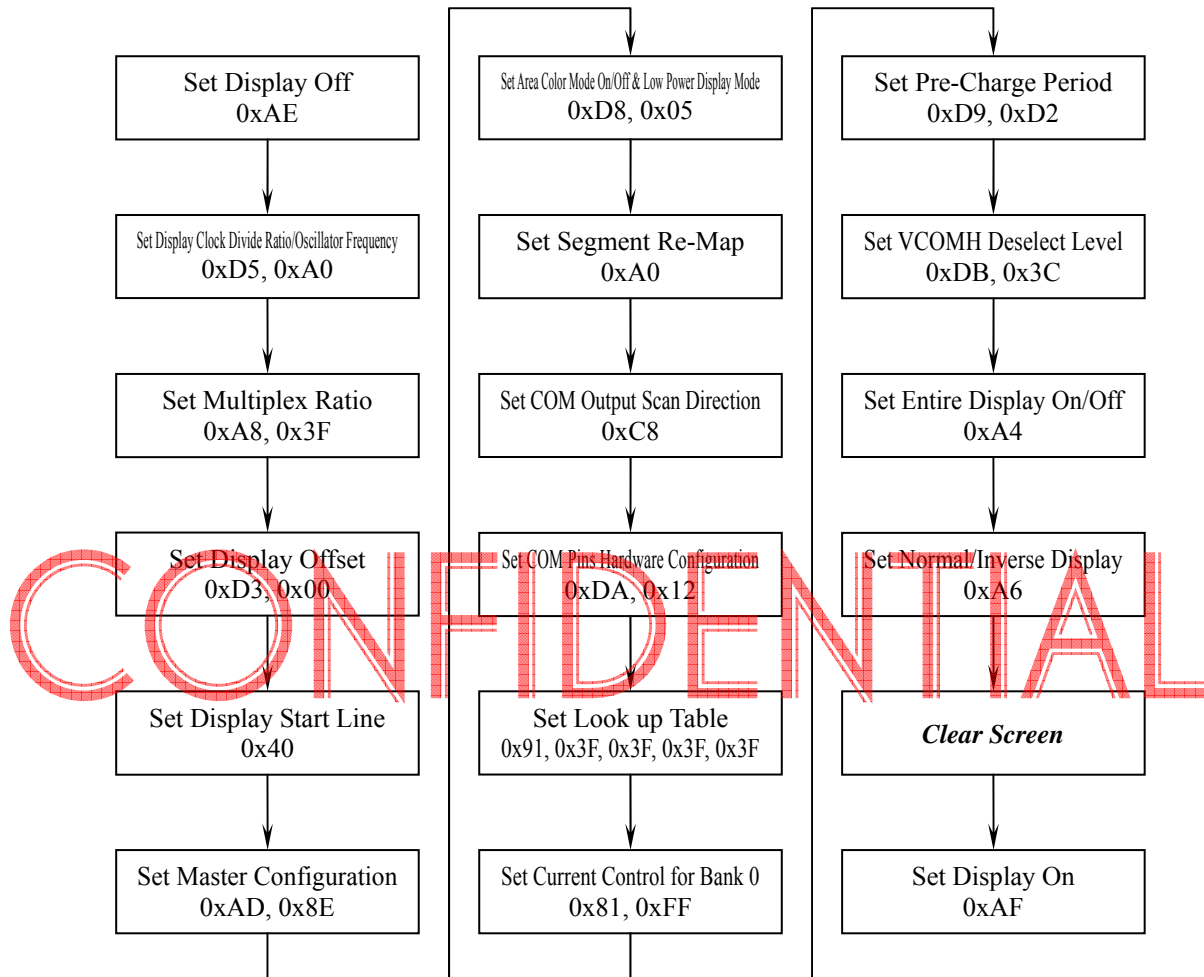 Set Display Off
0xAE
Set Display Clock Divide Ratio/Oscillator Frequency
0xD5, 0xA0
Set Multiplex Ratio
0xA8, 0x3F
Set Display Offset
0xD3, 0x00
Set Display Start Line
0x40
Set Master Configuration
0xAD, 0x8E
Set Area Color Mode On/Off & Low Power Display Mode
0xD8, 0x05
Set Segment Re-Map
0xA0
Set COM Output Scan Direction
0xC8
Set COM Pins Hardware Configuration
0xDA, 0x12
Set Look up Table
0x91, 0x3F, 0x3F, 0x3F, 0x3F
Set Current Control for Bank 0
0x81, 0xFF
Set Pre-Charge Period
0xD9, 0xD2
Set VCOMH Deselect Level
0xDB, 0x3C
Set Entire Display On/Off
0xA4
Set Normal/Inverse Display
0xA6
Clear Screen
Set Display On
0xAF
CONFIDENTIAL